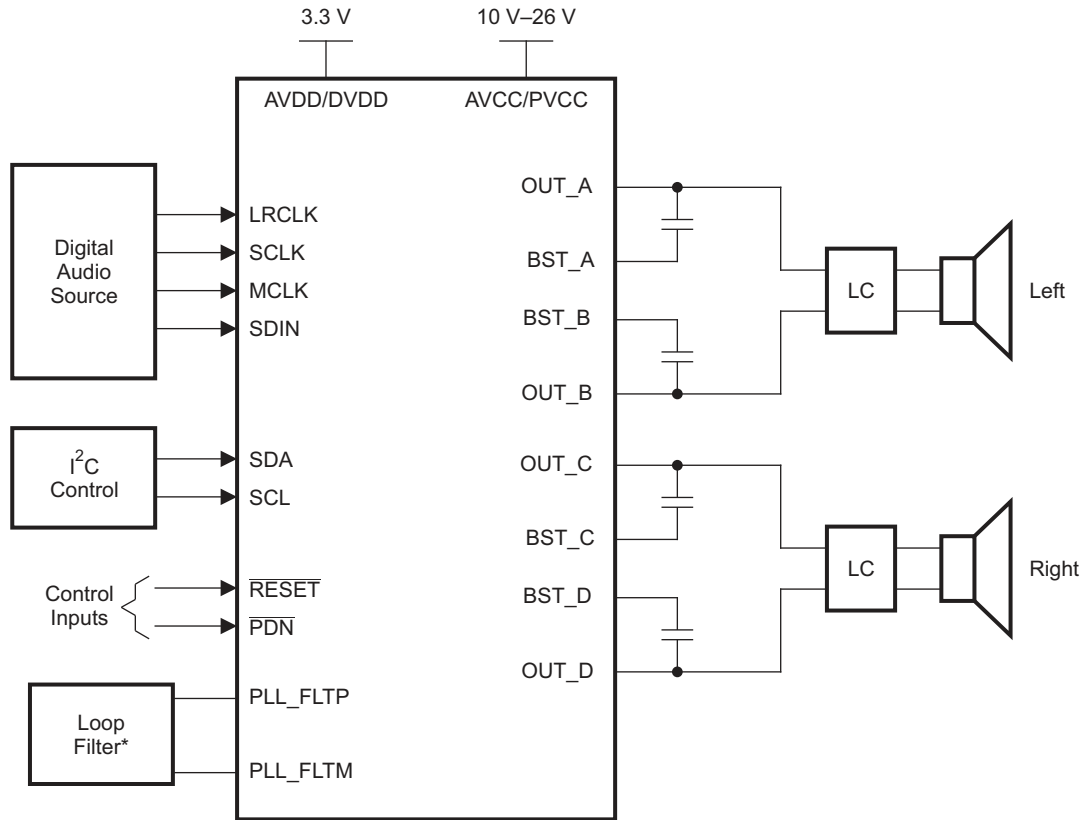 3.3 V
10 V–26 V
AVDD/DVDD
AVCC/PVCC
Digital
Audio
Source
LRCLK
SCLK
MCLK
SDIN
I²C
Control
SDA
SCL
Control
Inputs
RESET
PDN
Loop
Filter*
PLL_FLTP
PLL_FLTM
OUT_A
BST_A
BST_B
OUT_B
LC
Left
OUT_C
BST_C
BST_D
OUT_D
LC
Right